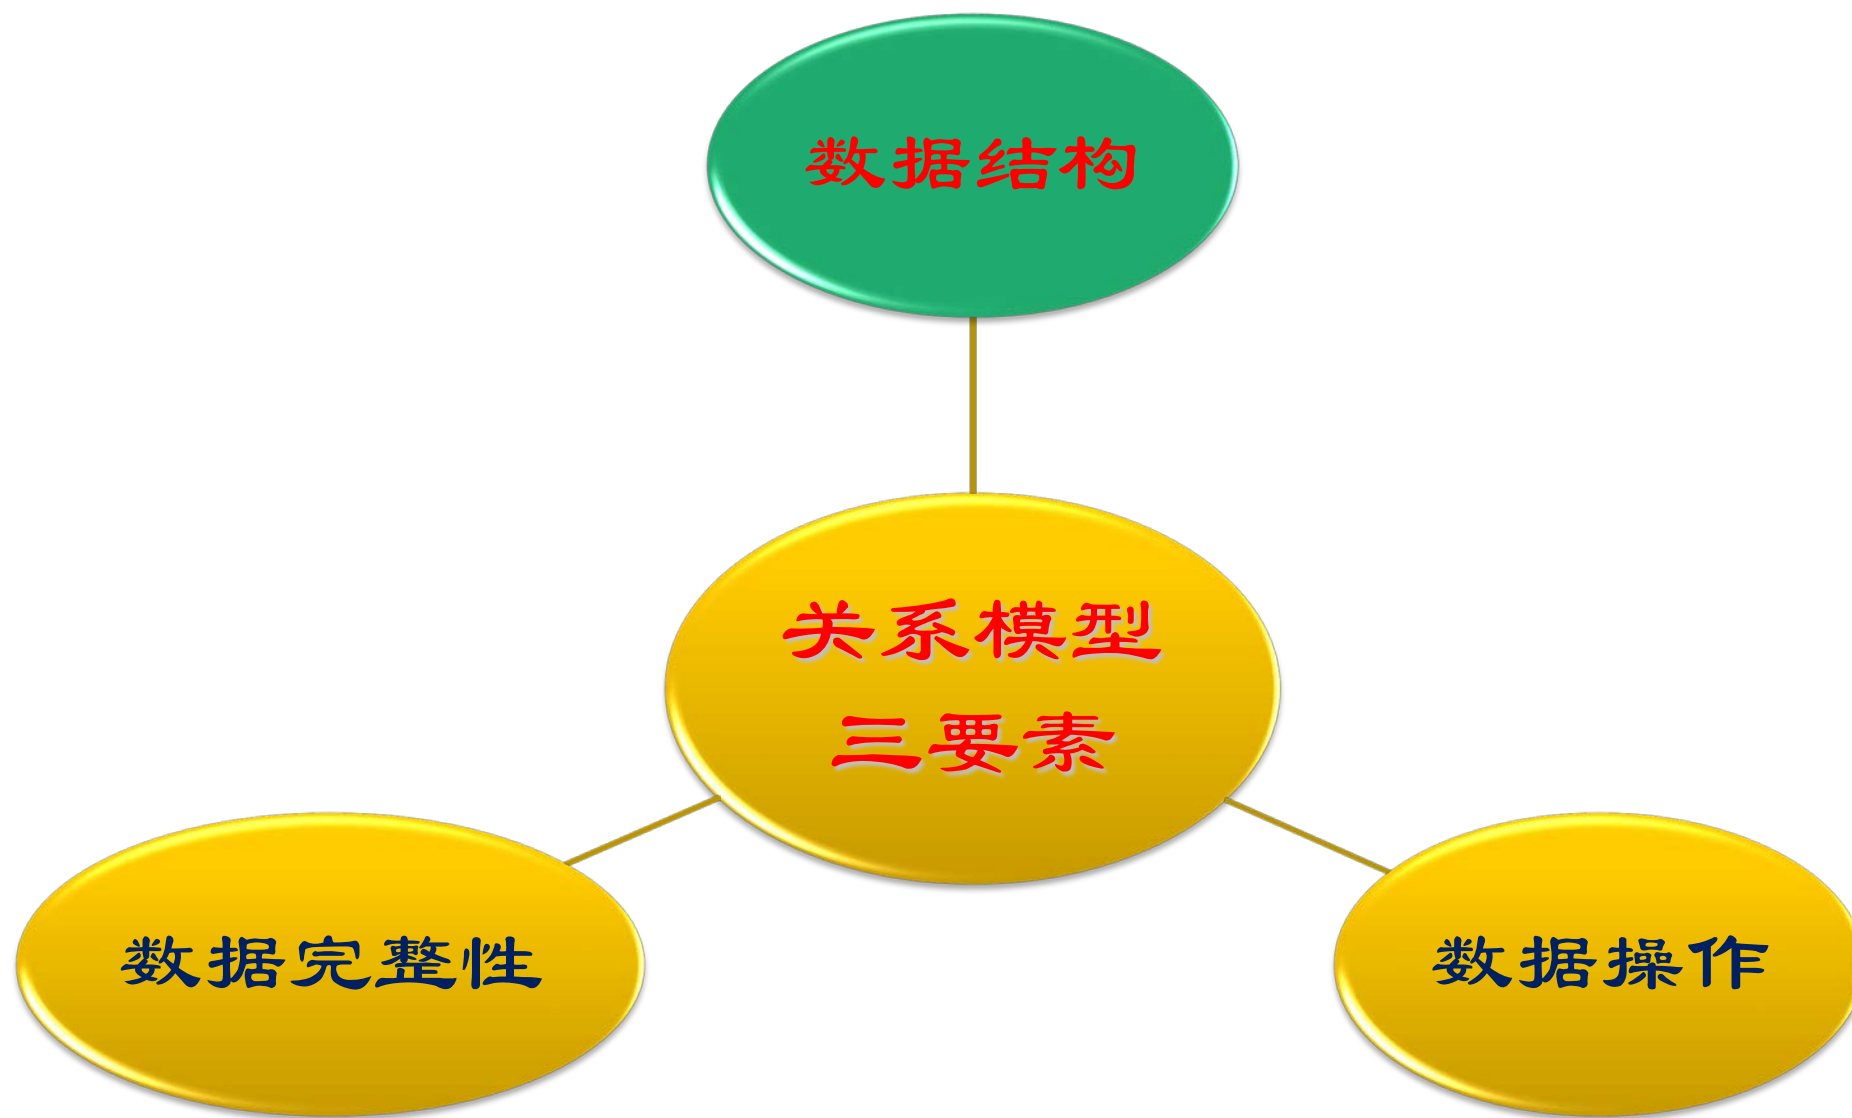 数据结构
关系模型
三要素
数据完整性
数据操作